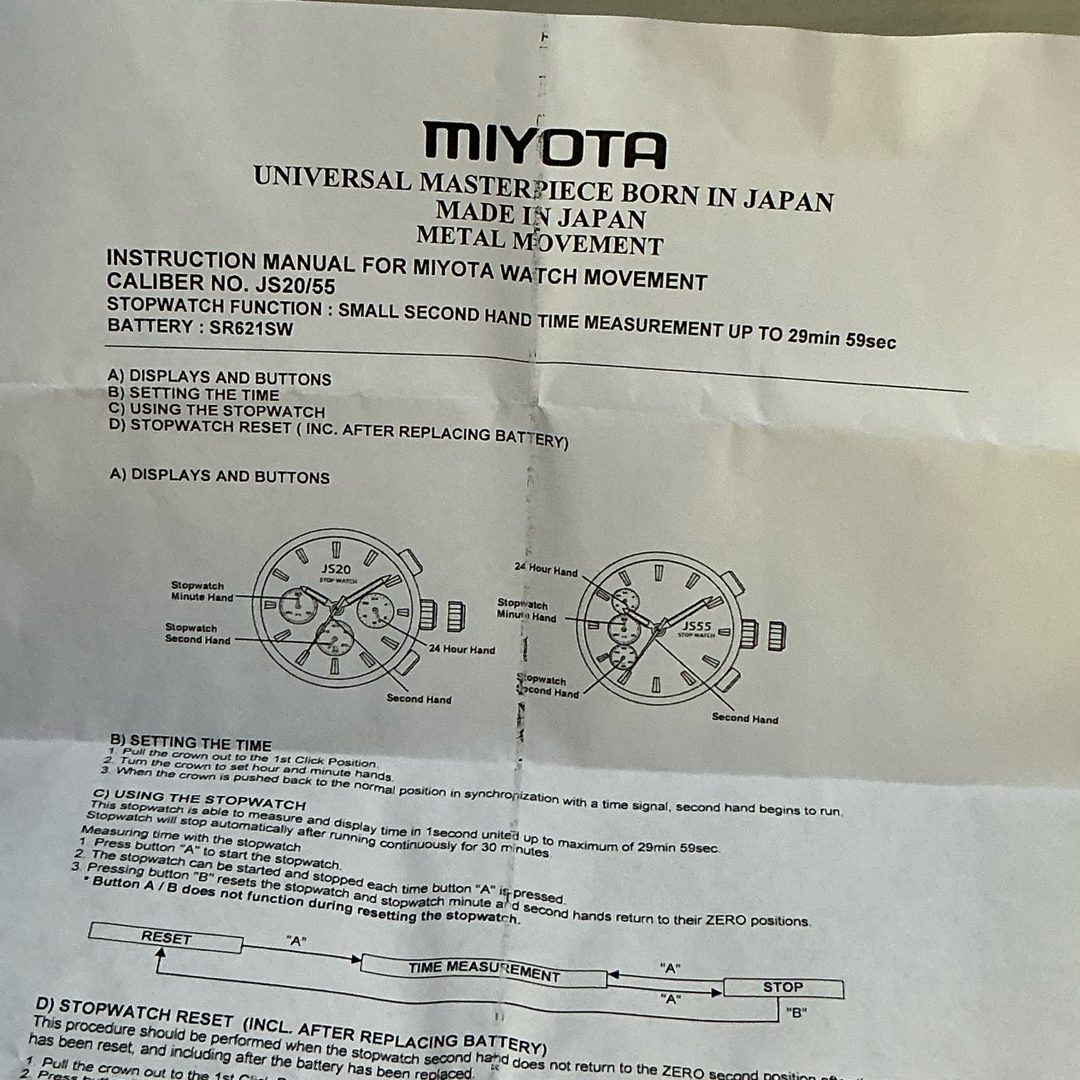 MIYOTA
UNIVERSAL MASTERPIECE BORN IN JAPAN
MADE IN JAPAN
METAL MOVEMENT
INSTRUCTION MANUAL FOR MIYOTA WATCH MOVEMENT
CALIBER NO. JS20/55
STOPWATCH FUNCTION : SMALL SECOND HAND TIME MEASUREMENT UP TO 29min 59sec
BATTERY : SR621SW
A) DISPLAYS AND BUTTONS
B) SETTING THE TIME
C) USING THE STOPWATCH
D) STOPWATCH RESET ( INC. AFTER REPLACING BATTERY)
A) DISPLAYS AND BUTTONS
JS20
STOP WATCH
Stopwatch
Minute Hand
Stopwatch
Second Hand
24 Hour Hand
Second Hand
24 Hour Hand
Stopwatch
Minute Hand
JS55
STOP WATCH
Stopwatch
Second Hand
Second Hand
B) SETTING THE TIME
1. Pull the crown out to the 1st Click Position.
2. Turn the crown to set hour and minute hands.
3. When the crown is pushed back to the normal position in synchronization with a time signal, second hand begins to run.
C) USING THE STOPWATCH
This stopwatch is able to measure and display time in 1second united up to maximum of 29min 59sec.
Stopwatch will stop automatically after running continuously for 30 minutes.
Measuring time with the stopwatch
1. Press button "A" to start the stopwatch.
2. The stopwatch can be started and stopped each time button "A" is pressed.
3. Pressing button "B" resets the stopwatch and stopwatch minute and second hands return to their ZERO positions.
* Button A / B does not function during resetting the stopwatch.
RESET
"A"
TIME MEASUREMENT
"A"
"A"
STOP
"B"
D) STOPWATCH RESET (INCL. AFTER REPLACING BATTERY)
This procedure should be performed when the stopwatch second hand does not return to the ZERO second position
has been reset, and including after the battery has been replaced.
1. Pull the crown out to the 1st
2. Press